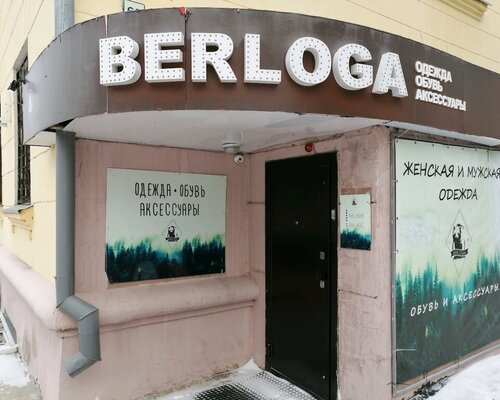 BERLOGA
ОДЕЖДА
ОБУВЬ
АКСЕССУАРЫ
ОДЕЖДА • ОБУВЬ
АКСЕССУАРЫ
ЖЕНСКАЯ И МУЖСКАЯ
ОДЕЖДА
ОБУВЬ И АКСЕССУАРЫ